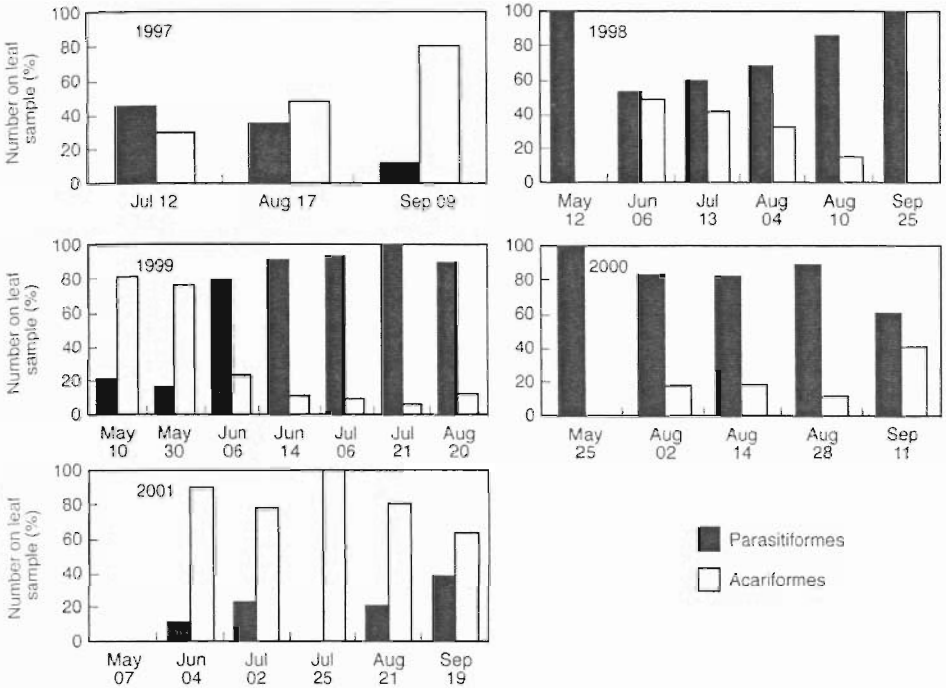 Number on leaf
sample (%)
100
80
60
40
20
0
1997
Jul 12
Aug 17
Sep 09
100
80
60
40
20
0
1998
May
12
Jun
06
Jul
13
Aug
04
Aug
10
Sep
25
Number on leaf
sample (%)
100
80
60
40
20
0
1999
May
10
May
30
Jun
06
Jun
14
Jul
06
Jul
21
Aug
20
100
80
60
40
20
0
2000
May
25
Aug
02
Aug
14
Aug
28
Sep
11
Number on leaf
sample (%)
100
80
60
40
20
0
2001
May
07
Jun
04
Jul
02
Jul
25
Aug
21
Sep
19
Parasitiformes
Acariformes